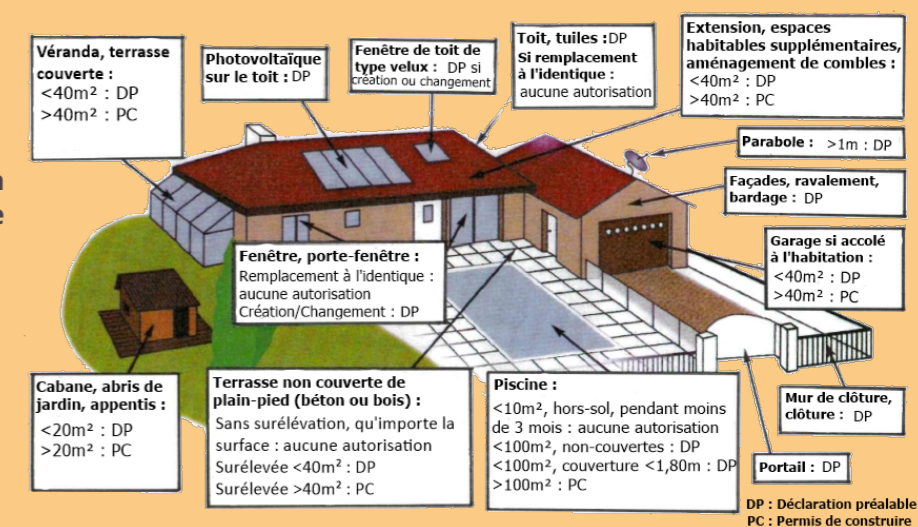 Véranda, terrasse
couverte :
<40m² : DP
>40m² : PC
Photovoltaïque
sur le toit : DP
Fenêtre de toit de
type velux : DP si
création ou changement
Toit, tuiles :DP
Si remplacement
à l'identique :
aucune autorisation
Extension, espaces
habitables supplémentaires,
aménagement de combles :
<40m² : DP
>40m² : PC
Parabole : >1m : DP
Façades, ravalement,
bardage : DP
Garage si accolé
à l'habitation :
<40m² : DP
>40m² : PC
Fenêtre, porte-fenêtre :
Remplacement à l'identique :
aucune autorisation
Création/Changement : DP
Cabane, abris de
jardin, appentis :
<20m² : DP
>20m² : PC
Terrasse non couverte de
plain-pied (béton ou bois) :
Sans surélévation, qu'importe la
surface : aucune autorisation
Surélevée <40m² : DP
Surélevée >40m² : PC
Piscine :
<10m², hors-sol, pendant moins
de 3 mois : aucune autorisation
<100m², non-couvertes : DP
<100m², couverture <1,80m : DP
>100m² : PC
Mur de clôture,
clôture : DP
Portail : DP
DP : Déclaration préalable
PC : Permis de construire